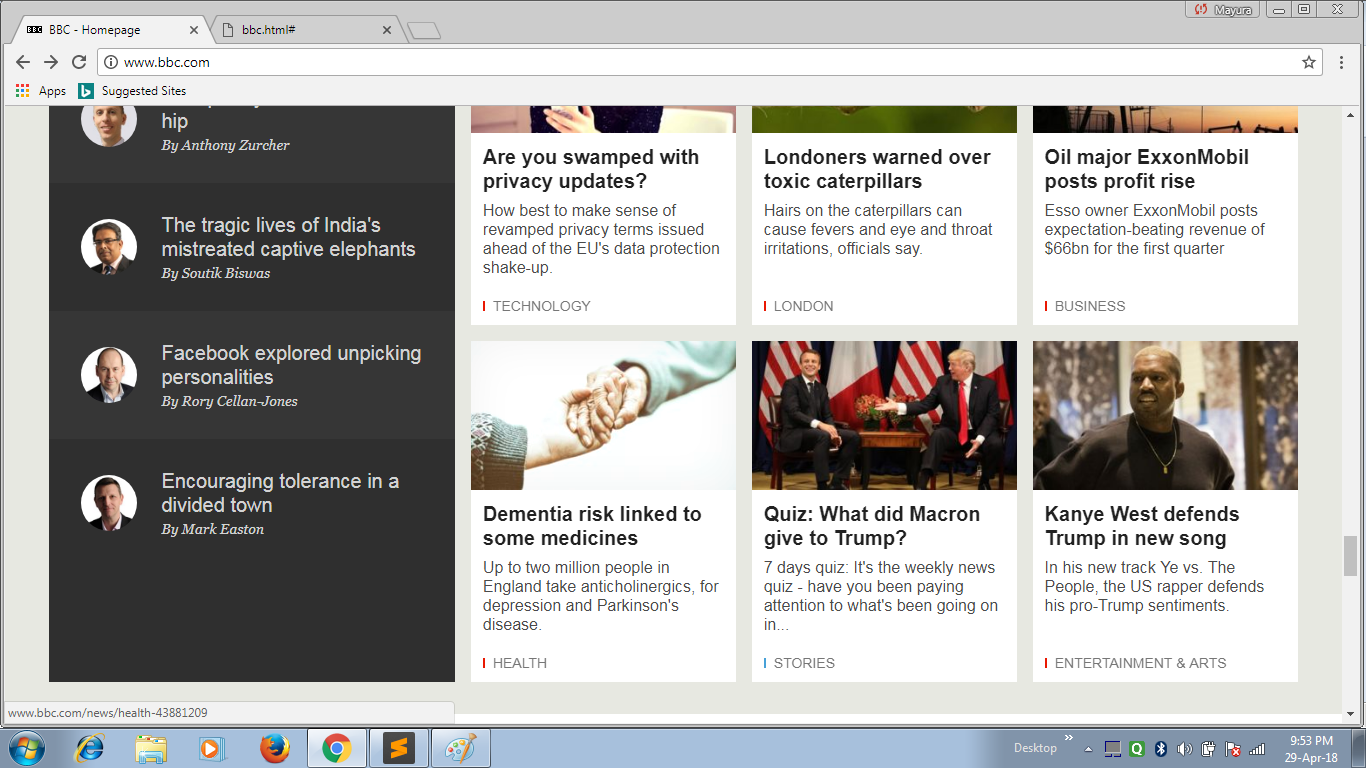 Mayura
BBC - Homepage
bbc.html#
www.bbc.com
Apps
Suggested Sites
hip
By Anthony Zurcher
The tragic lives of India's
mistreated captive elephants
By Soutik Biswas
Facebook explored unpicking
personalities
By Rory Cellan-Jones
Encouraging tolerance in a
divided town
By Mark Easton
Are you swamped with
privacy updates?
How best to make sense of
revamped privacy terms issued
ahead of the EU's data protection
shake-up.
TECHNOLOGY
Londoners warned over
toxic caterpillars
Hairs on the caterpillars can
cause fevers and eye and throat
irritations, officials say.
LONDON
Oil major ExxonMobil
posts profit rise
Esso owner ExxonMobil posts
expectation-beating revenue of
$66bn for the first quarter
BUSINESS
Dementia risk linked to
some medicines
Up to two million people in
England take anticholinergics, for
depression and Parkinson's
disease.
HEALTH
Quiz: What did Macron
give to Trump?
7 days quiz: It's the weekly news
quiz - have you been paying
attention to what's been going on
in...
STORIES
Kanye West defends
Trump in new song
In his new track Ye vs. The
People, the US rapper defends
his pro-Trump sentiments.
ENTERTAINMENT & ARTS
www.bbc.com/news/health-43881209
Desktop
9:53 PM
29-Apr-18